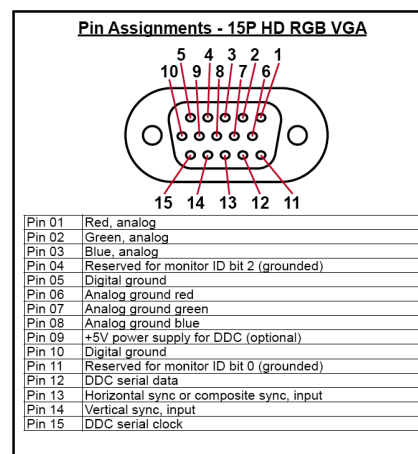 Pin Assignments - 15P HD RGB VGA
5 4 3 2 1
10 9 8 7 6
15 14 13 12 11
Pin 01 Red, analog
Pin 02 Green, analog
Pin 03 Blue, analog
Pin 04 Reserved for monitor ID bit 2 (grounded)
Pin 05 Digital ground
Pin 06 Analog ground red
Pin 07 Analog ground green
Pin 08 Analog ground blue
Pin 09 +5V power supply for DDC (optional)
Pin 10 Digital ground
Pin 11 Reserved for monitor ID bit 0 (grounded)
Pin 12 DDC serial data
Pin 13 Horizontal sync or composite sync, input
Pin 14 Vertical sync, input
Pin 15 DDC serial clock